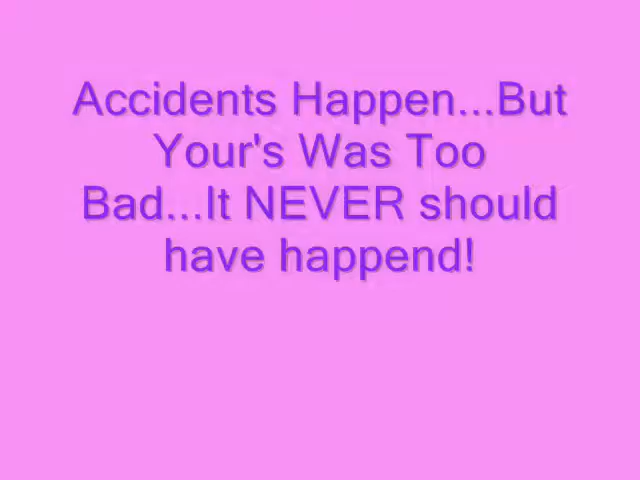 Accidents Happen...But
Your's Was Too
Bad...It NEVER should
have happend!